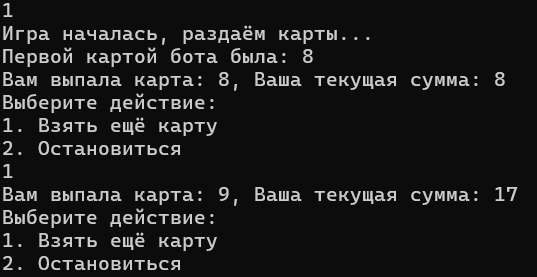 1
Игра началась, раздаём карты...
Первой картой бота была: 8
Вам выпала карта: 8, Ваша текущая сумма: 8
Выберите действие:
1. Взять ещё карту
2. Остановиться
1
Вам выпала карта: 9, Ваша текущая сумма: 17
Выберите действие:
1. Взять ещё карту
2. Остановиться